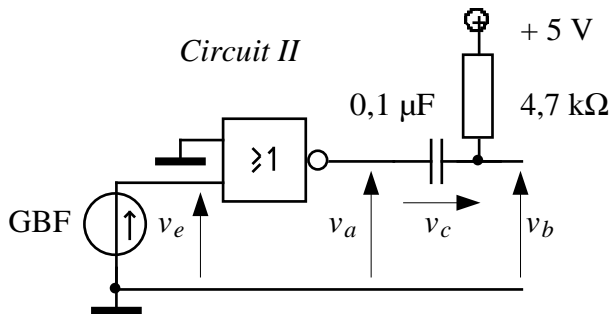 + 5 V
Circuit II
0,1 µF
4,7 kΩ
≥1
GBF
v_e
v_a
v_c
v_b